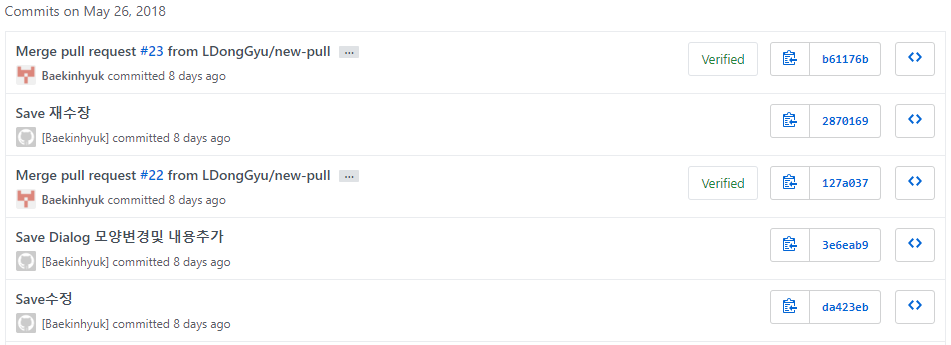 Commits on May 26, 2018
Merge pull request #23 from LDongGyu/new-pull ...
Baekinhyuk committed 8 days ago
Verified
b61176b
Save 재수장
[Baekinhyuk] committed 8 days ago
2870169
Merge pull request #22 from LDongGyu/new-pull ...
Baekinhyuk committed 8 days ago
Verified
127a037
Save Dialog 모양변경및 내용추가
[Baekinhyuk] committed 8 days ago
3e6eab9
Save수정
[Baekinhyuk] committed 8 days ago
da423eb